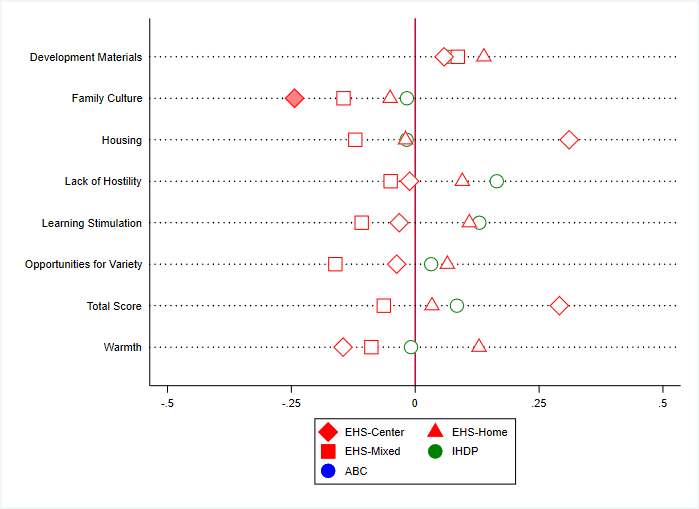 Development Materials
Family Culture
Housing
Lack of Hostility
Learning Stimulation
Opportunities for Variety
Total Score
Warmth
-.5 -.25 0 .25 .5
EHS-Center EHS-Home
EHS-Mixed IHDP
ABC